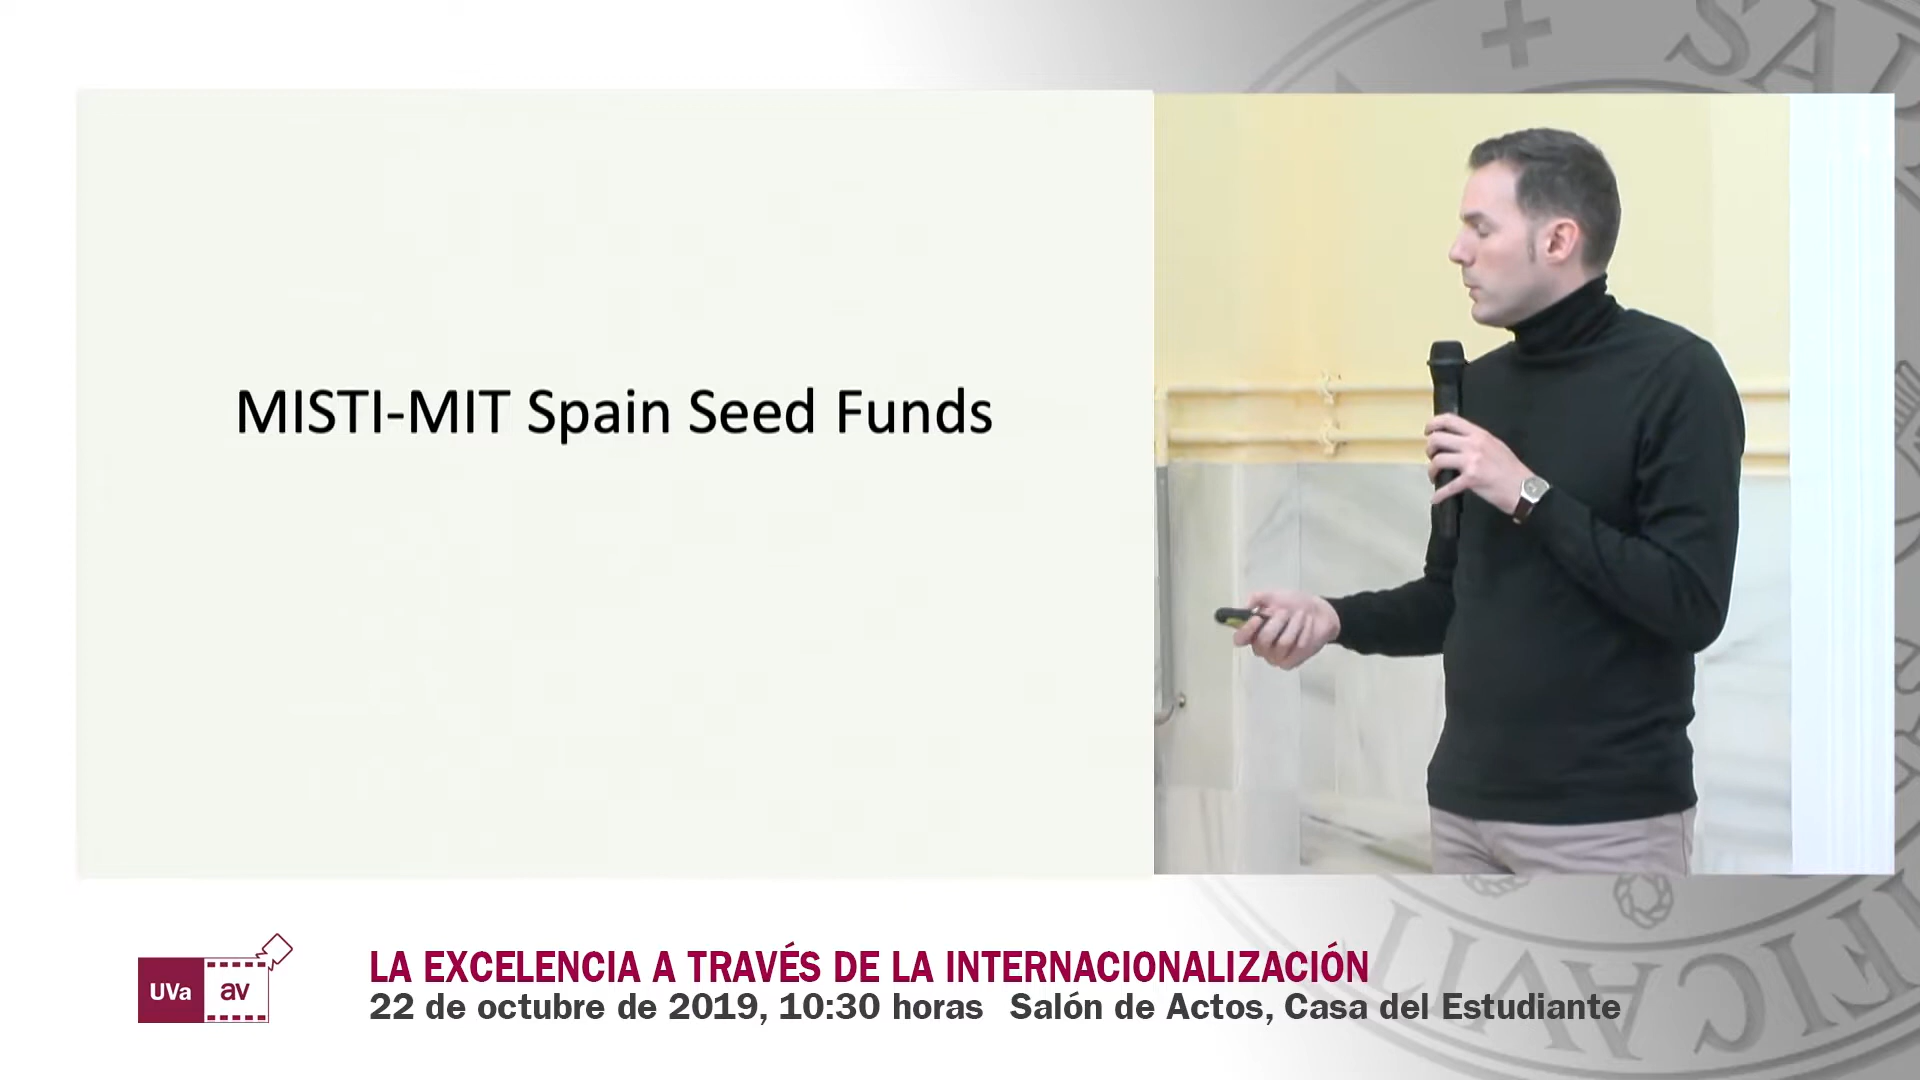 MISTI-MIT Spain Seed Funds
UVa av
LA EXCELENCIA A TRAVÉS DE LA INTERNACIONALIZACIÓN
22 de octubre de 2019, 10:30 horas Salón de Actos, Casa del Estudiante